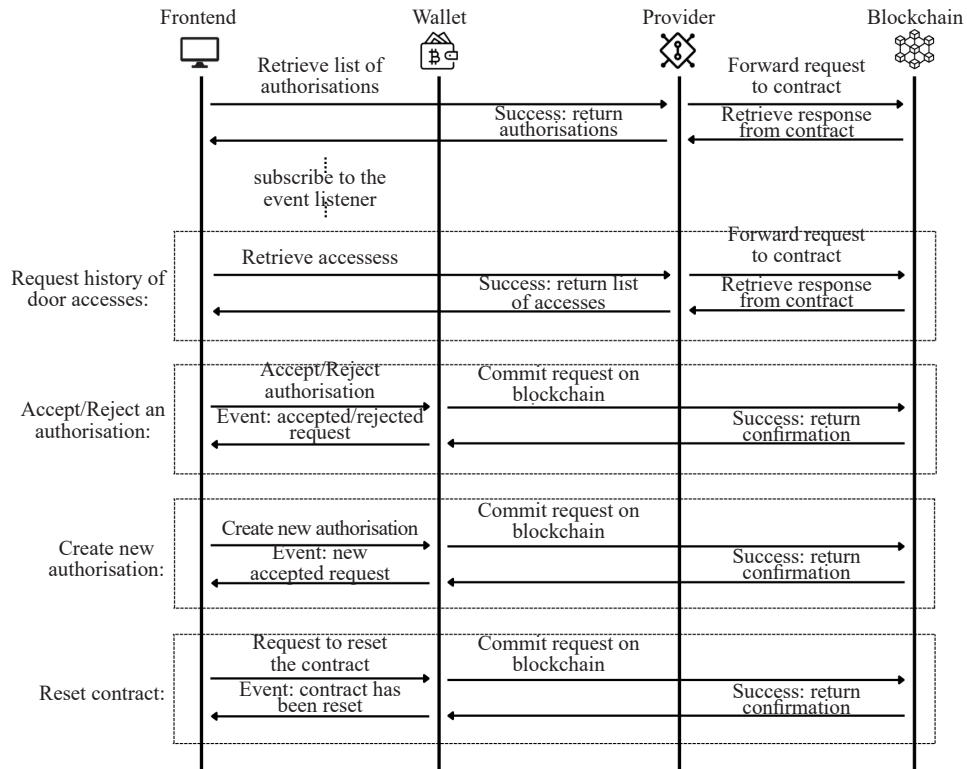 Frontend
Wallet
Provider
Blockchain
Retrieve list of
authorisations
Forward request
to contract
Success: return
authorisations
Retrieve response
from contract
subscribe to the
event listener
Request history of
door accesses:
Retrieve accessess
Forward request
to contract
Success: return list
of accesses
Retrieve response
from contract
Accept/Reject an
authorisation:
Accept/Reject
authorisation
Commit request on
blockchain
Event: accepted/rejected
request
Success: return
confirmation
Create new
authorisation:
Create new authorisation
Commit request on
blockchain
Event: new
accepted request
Success: return
confirmation
Reset contract:
Request to reset
the contract
Commit request on
blockchain
Event: contract has
been reset
Success: return
confirmation